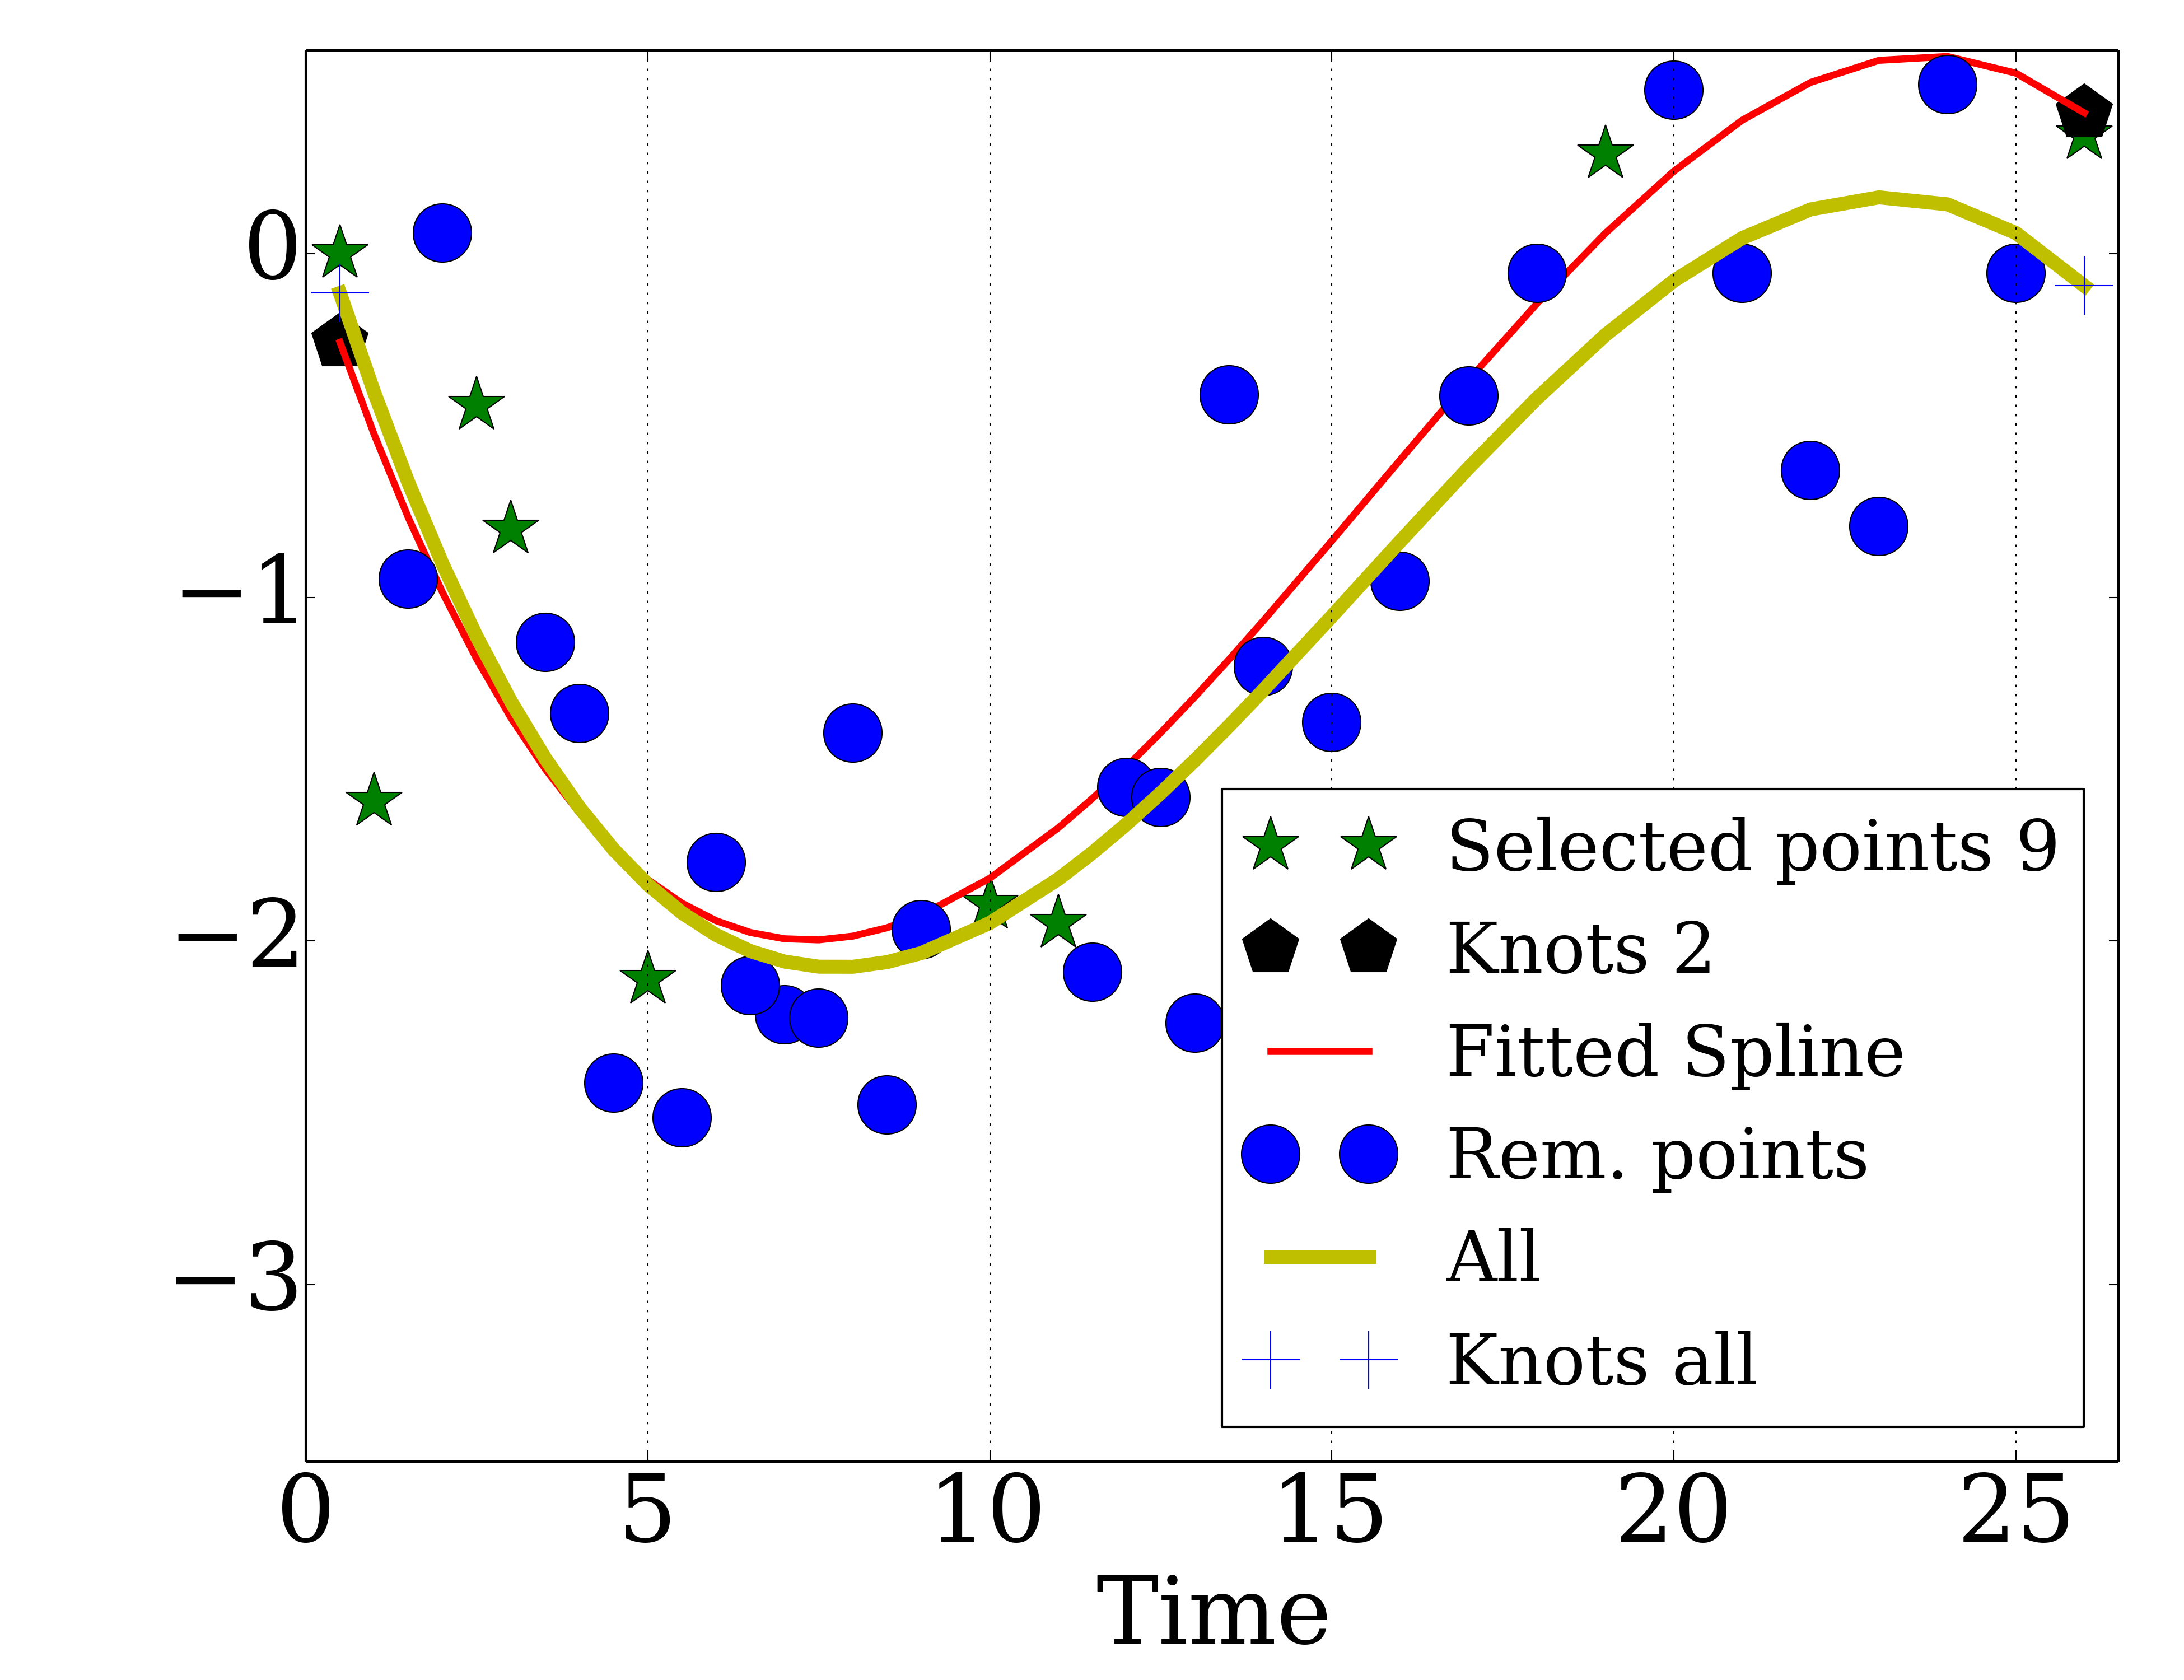 0
−1
−2
−3
0 5 10 15 20 25
Time
Selected points 9
Knots 2
Fitted Spline
Rem. points
All
Knots all